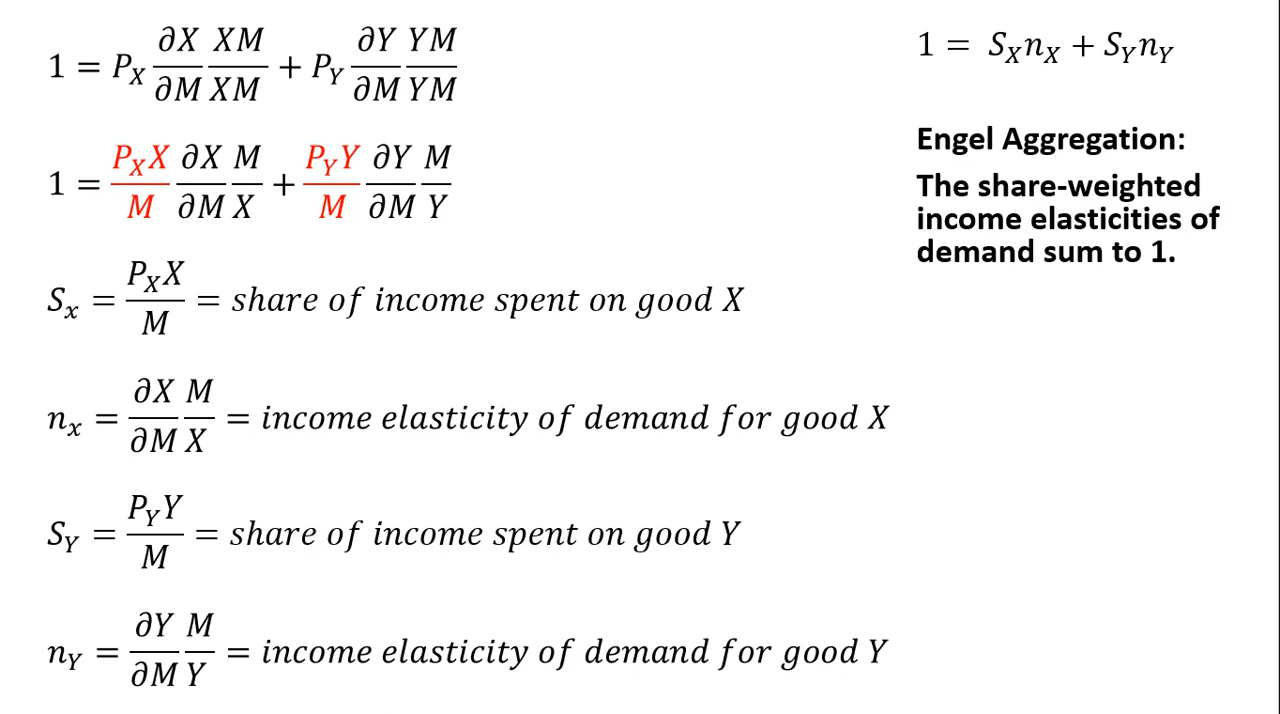 1 = P_X ∂X/∂M XM/XM + P_Y ∂Y/∂M YM/YM
1 = P_X X/M ∂X/∂M M/X + P_Y Y/M ∂Y/∂M M/Y
S_x = P_X X/M = share of income spent on good X
n_x = ∂X/∂M M/X = income elasticity of demand for good X
S_Y = P_Y Y/M = share of income spent on good Y
n_Y = ∂Y/∂M M/Y = income elasticity of demand for good Y
1 = S_X n_X + S_Y n_Y
Engel Aggregation:
The share-weighted
income elasticities of
demand sum to 1.